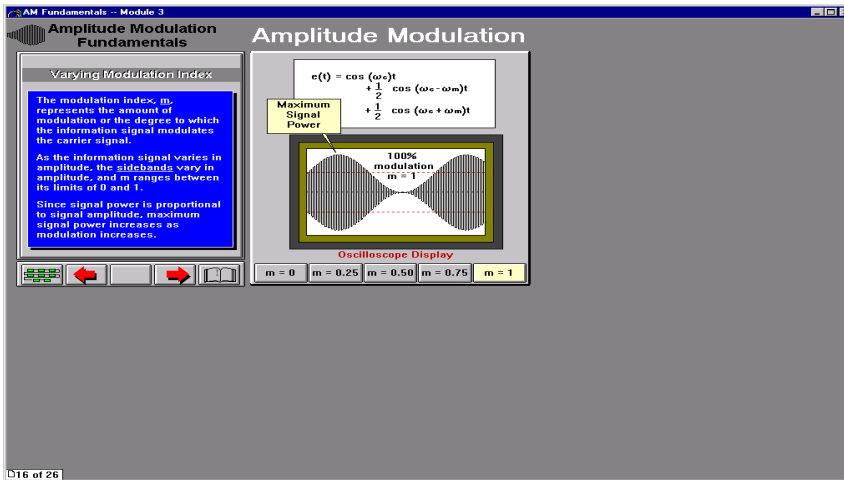 AM Fundamentals -- Module 3
Amplitude Modulation
Fundamentals
Amplitude Modulation
Varying Modulation Index
The modulation index, m,
represents the amount of
modulation or the degree to which
the information signal modulates
the carrier signal.
As the information signal varies in
amplitude, the sidebands vary in
amplitude, and m ranges between
its limits of 0 and 1.
Since signal power is proportional
to signal amplitude, maximum
signal power increases as
modulation increases.
e(t) = cos (ωc)t
+ 1/2 cos (ωc - ωm)t
+ 1/2 cos (ωc + ωm)t
Maximum
Signal
Power
100%
modulation
m = 1
Oscilloscope Display
m = 0
m = 0.25
m = 0.50
m = 0.75
m = 1
16 of 26